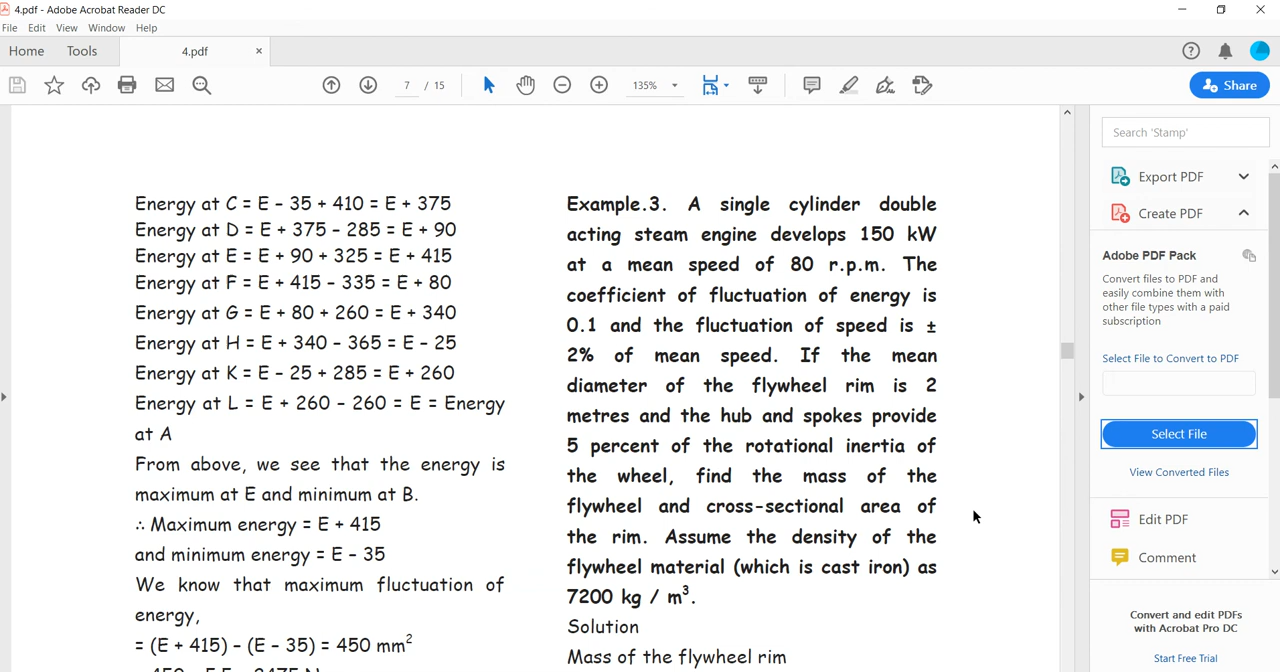 4.pdf - Adobe Acrobat Reader DC
File Edit View Window Help
Home Tools 4.pdf ×
7 / 15 135% Share
Energy at C = E – 35 + 410 = E + 375
Energy at D = E + 375 – 285 = E + 90
Energy at E = E + 90 + 325 = E + 415
Energy at F = E + 415 – 335 = E + 80
Energy at G = E + 80 + 260 = E + 340
Energy at H = E + 340 – 365 = E – 25
Energy at K = E – 25 + 285 = E + 260
Energy at L = E + 260 – 260 = E = Energy
at A
From above, we see that the energy is
maximum at E and minimum at B.
∴ Maximum energy = E + 415
and minimum energy = E – 35
We know that maximum fluctuation of
energy,
= (E + 415) – (E – 35) = 450 mm²
Example.3. A single cylinder double
acting steam engine develops 150 kW
at a mean speed of 80 r.p.m. The
coefficient of fluctuation of energy is
0.1 and the fluctuation of speed is ±
2% of mean speed. If the mean
diameter of the flywheel rim is 2
metres and the hub and spokes provide
5 percent of the rotational inertia of
the wheel, find the mass of the
flywheel and cross-sectional area of
the rim. Assume the density of the
flywheel material (which is cast iron) as
7200 kg / m³.
Solution
Mass of the flywheel rim
Search 'Stamp'
Export PDF
Create PDF
Adobe PDF Pack
Convert files to PDF and
easily combine them with
other file types with a paid
subscription
Select File to Convert to PDF
Select File
View Converted Files
Edit PDF
Comment
Convert and edit PDFs
with Acrobat Pro DC
Start Free Trial